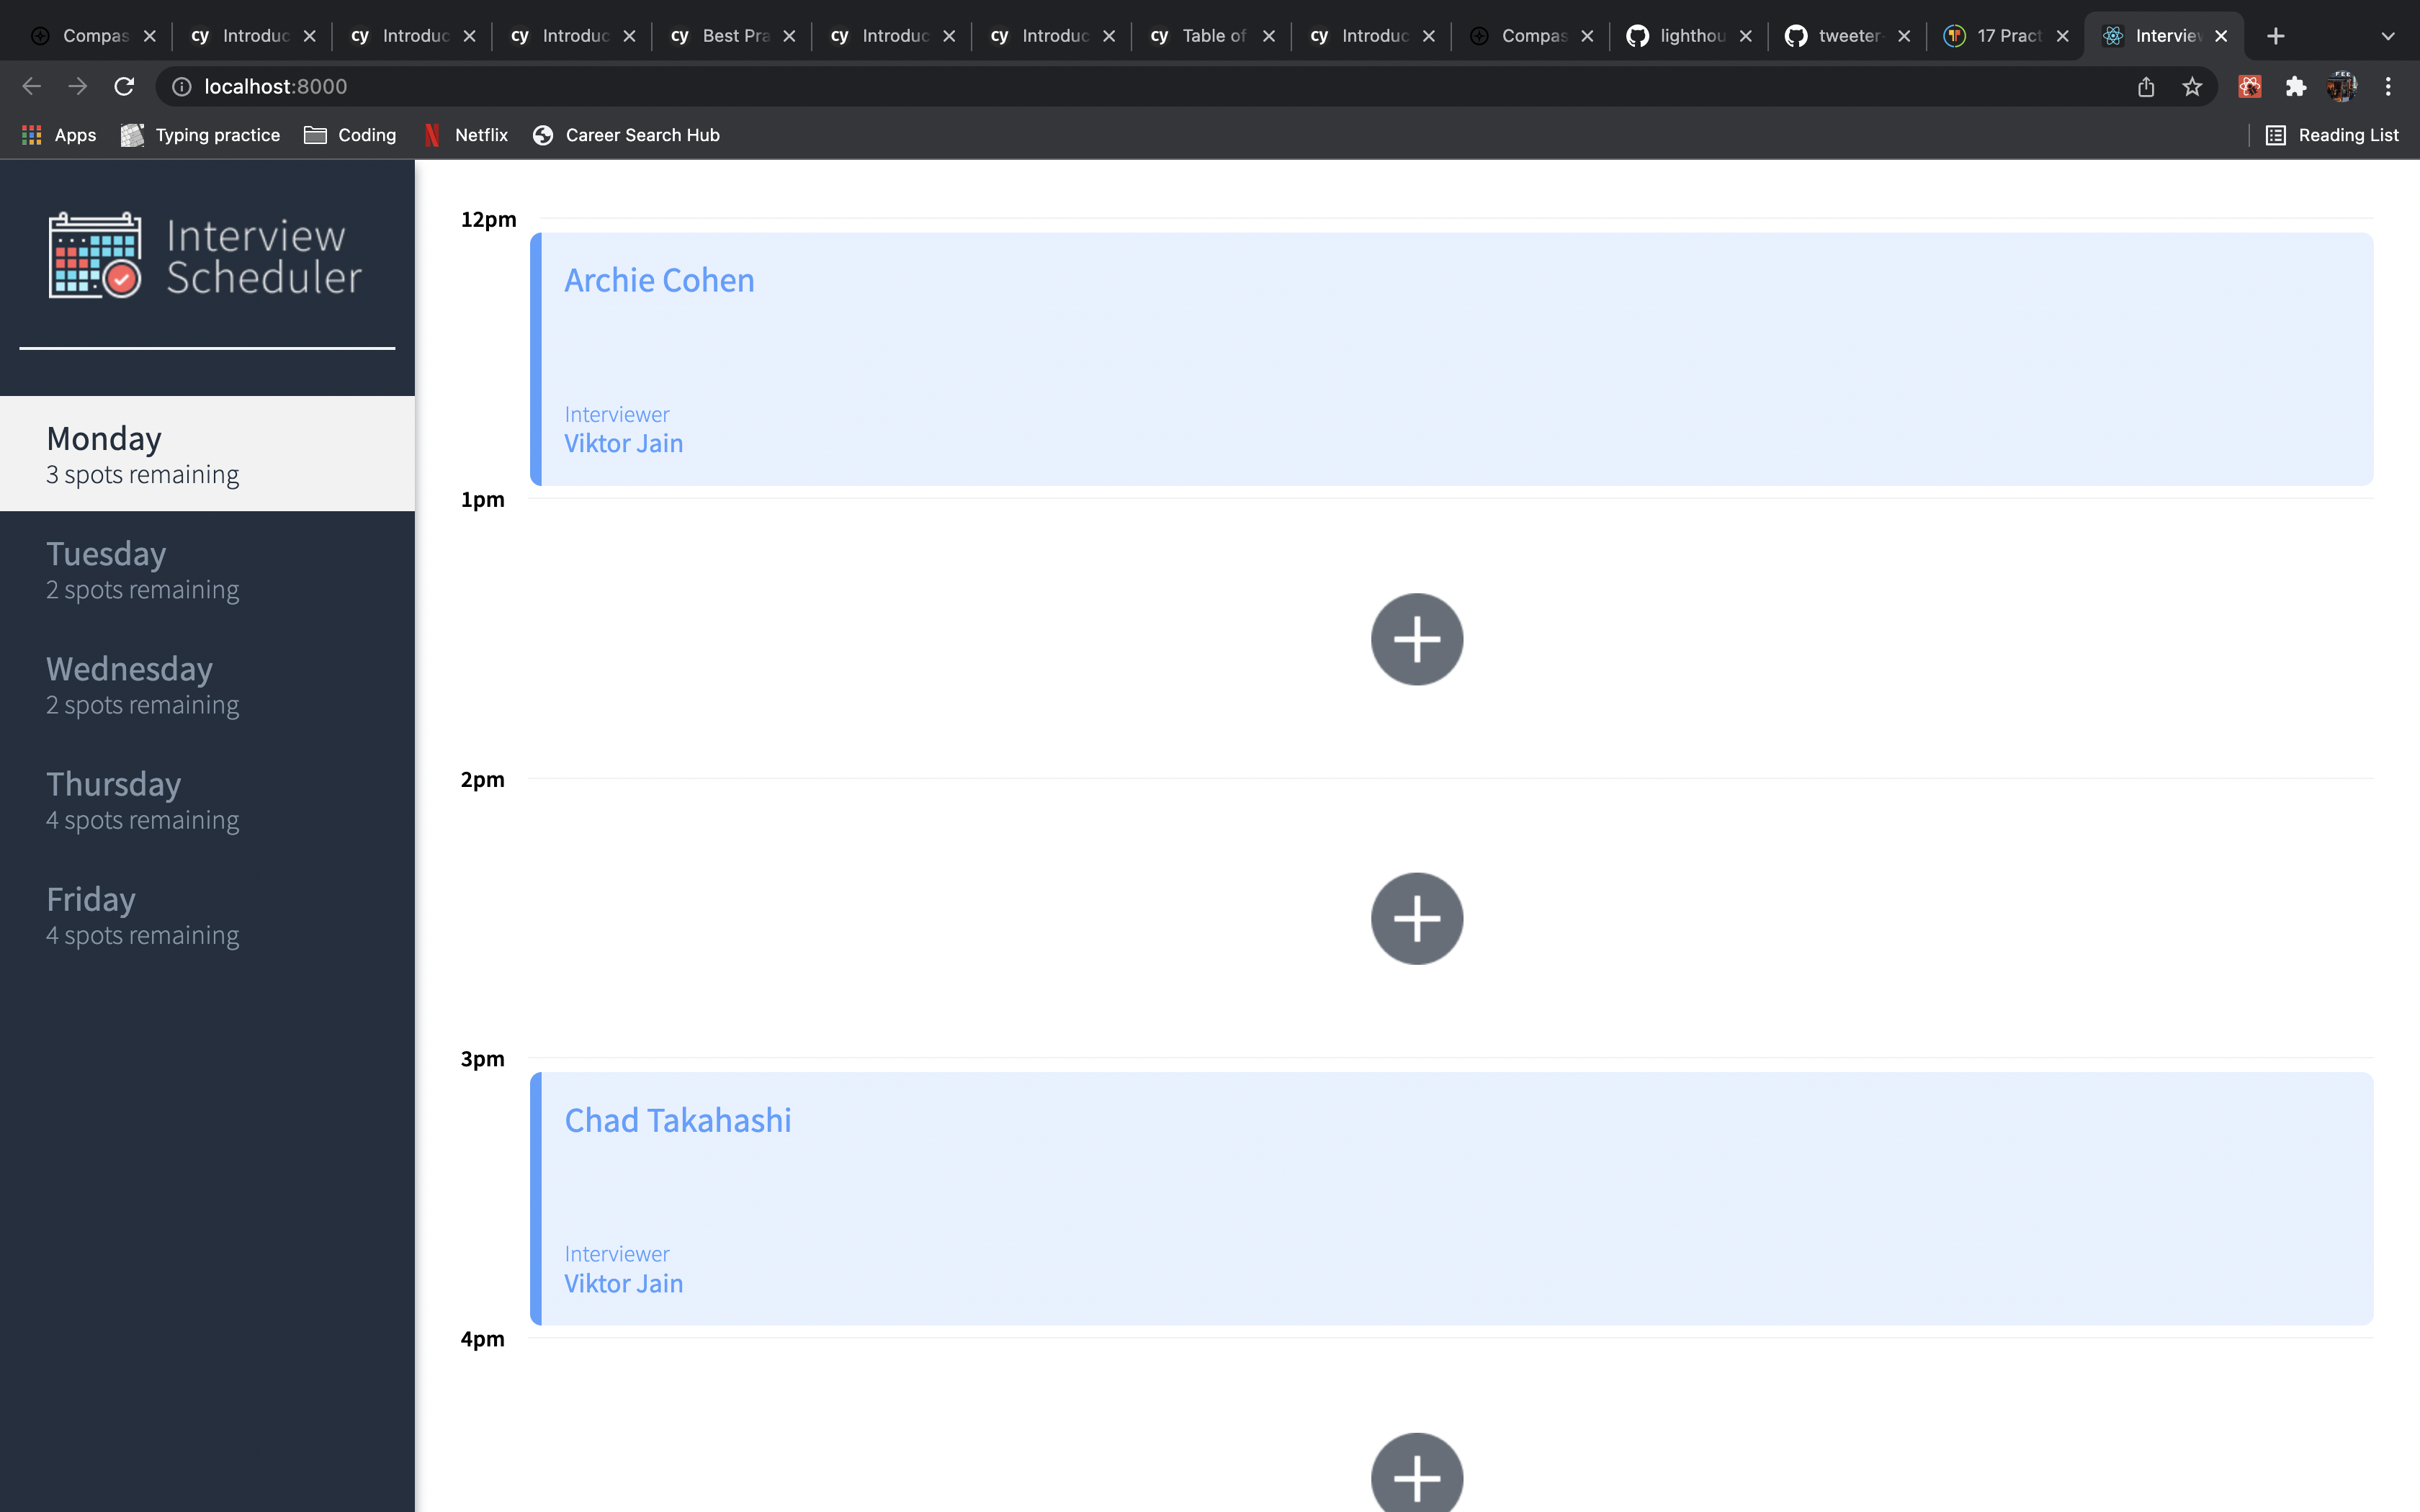 Compas
cy Introduc
cy Introduc
cy Introduc
cy Best Pra
cy Introduc
cy Introduc
cy Table of
cy Introduc
Compas
lighthou
tweeter-
17 Pract
Interview
localhost:8000
Apps
Typing practice
Coding
Netflix
Career Search Hub
Reading List
Interview
Scheduler
Monday
3 spots remaining
Tuesday
2 spots remaining
Wednesday
2 spots remaining
Thursday
4 spots remaining
Friday
4 spots remaining
12pm
Archie Cohen
Interviewer
Viktor Jain
1pm
2pm
3pm
Chad Takahashi
Interviewer
Viktor Jain
4pm